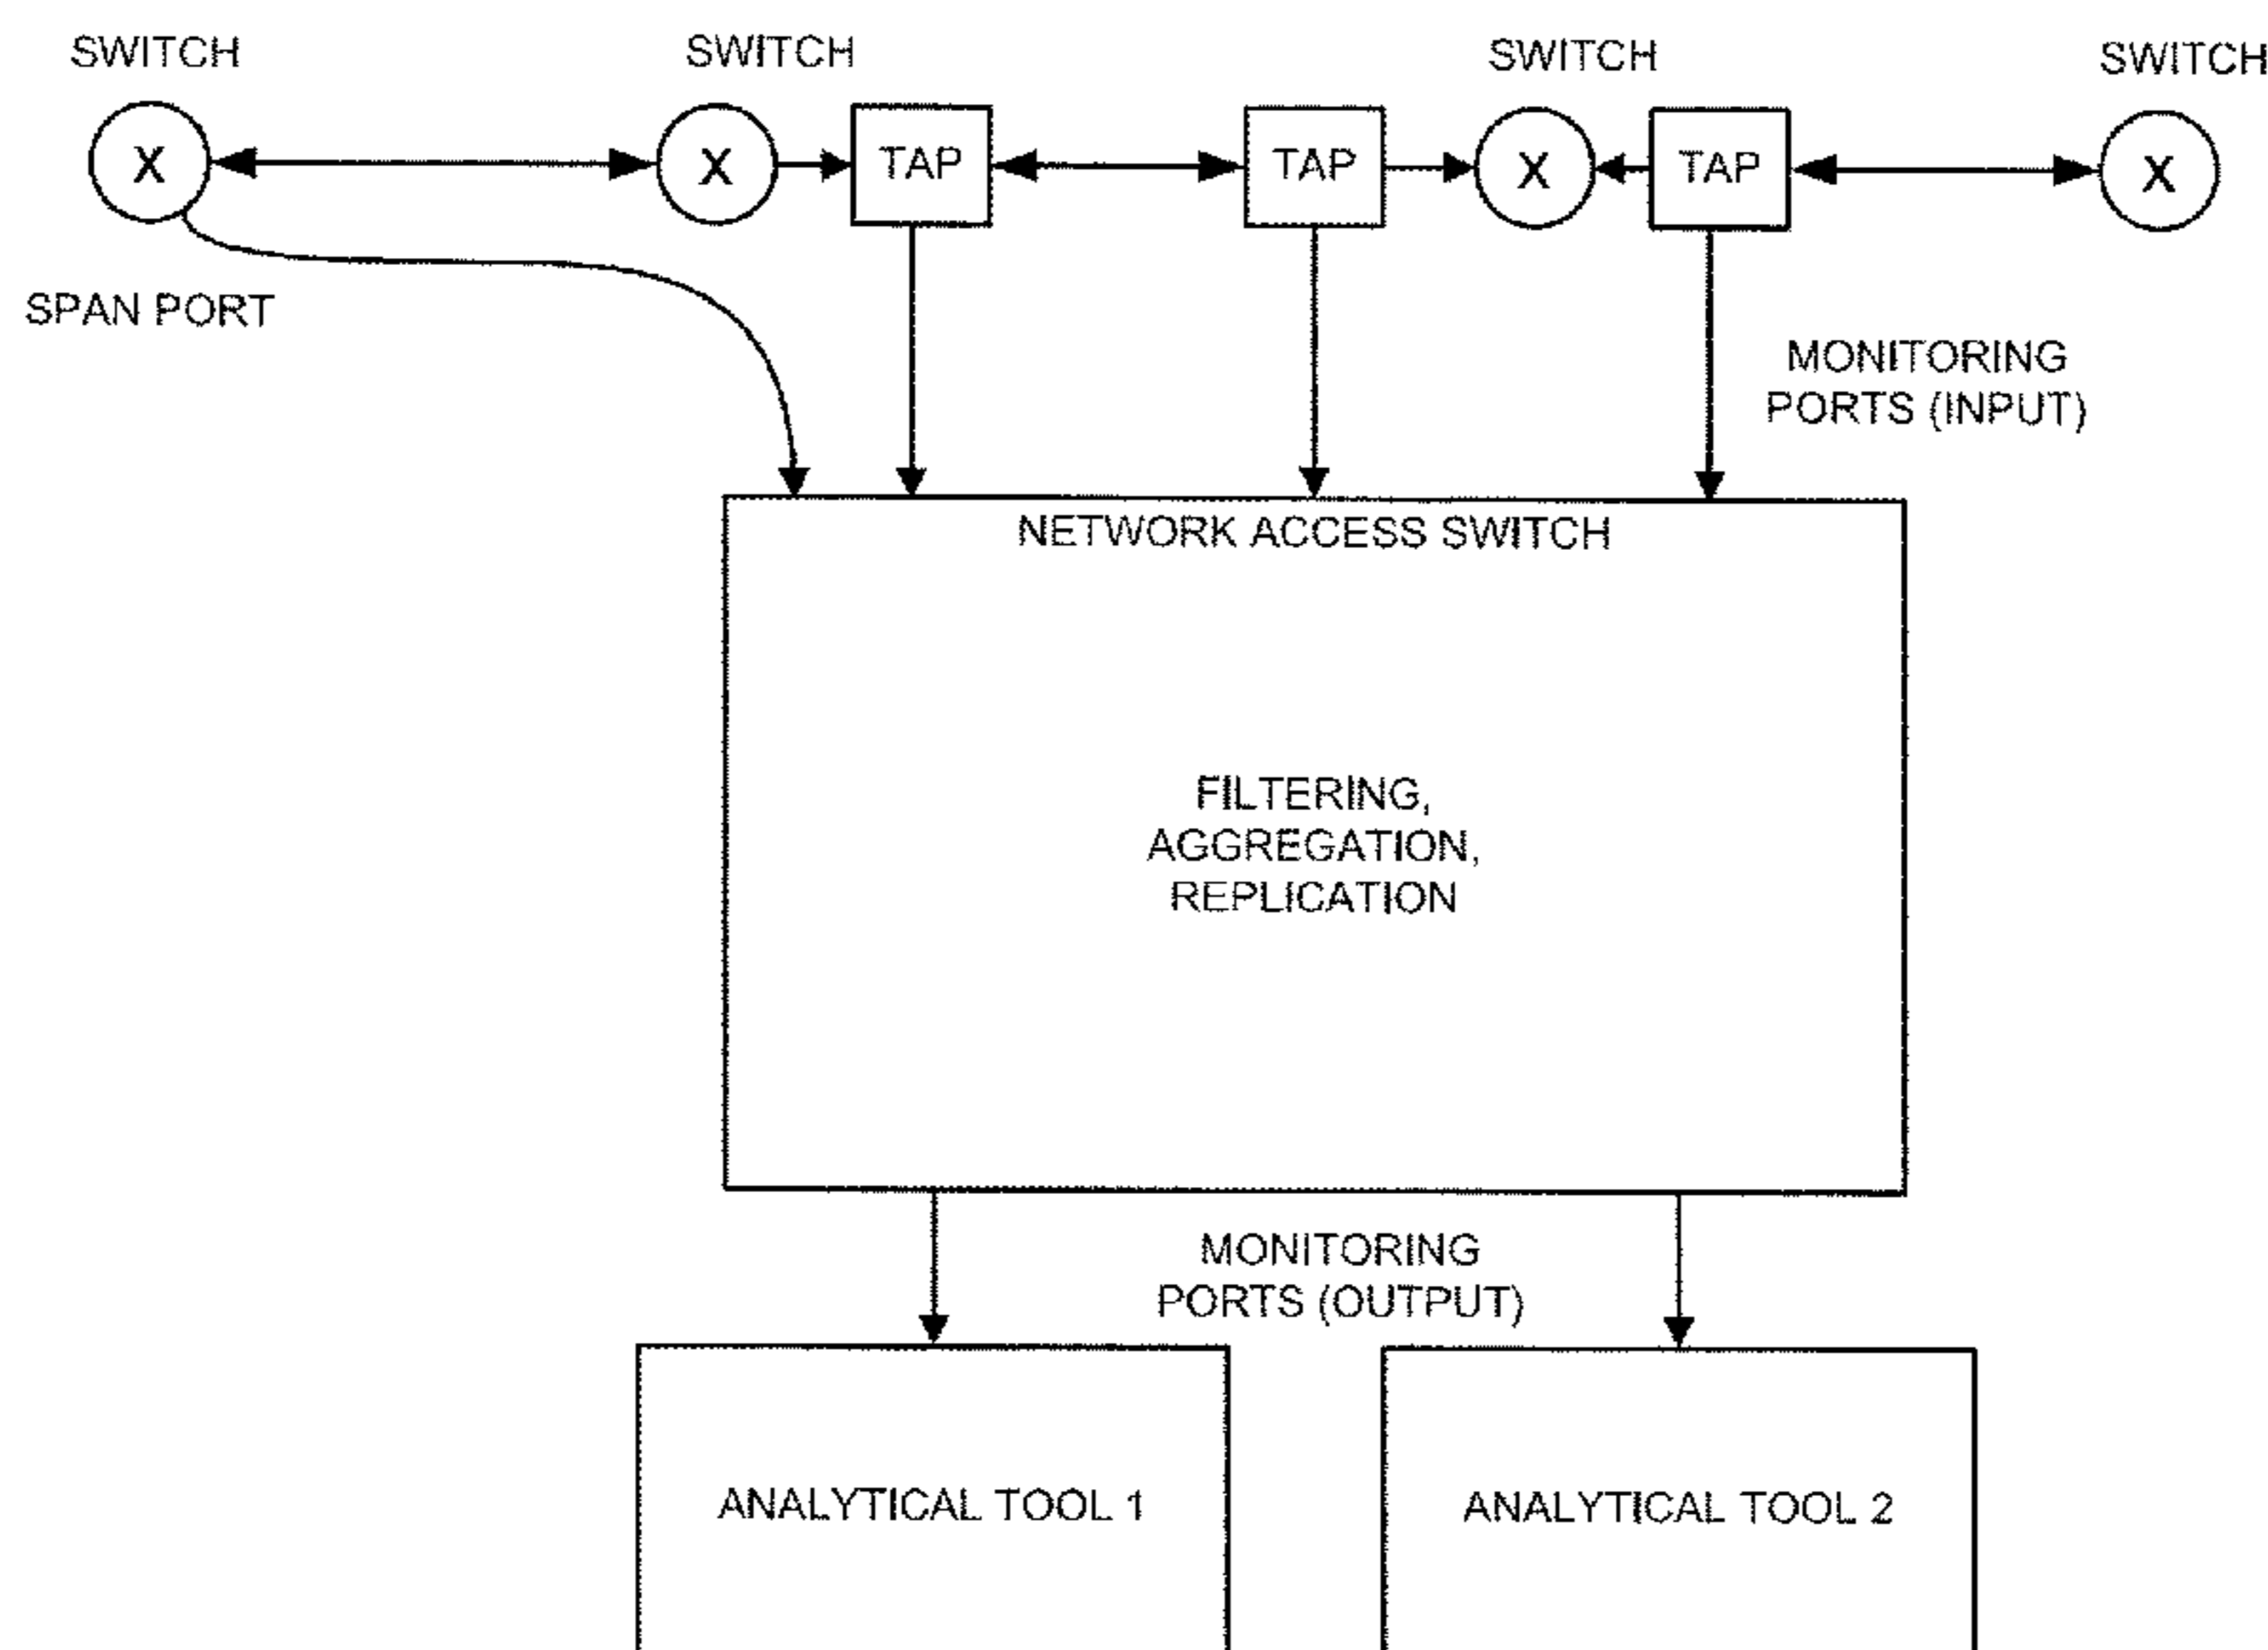 SWITCH
SWITCH
SWITCH
SWITCH
X
X
TAP
TAP
X
TAP
X
SPAN PORT
MONITORING
PORTS (INPUT)
NETWORK ACCESS SWITCH
FILTERING,
AGGREGATION,
REPLICATION
MONITORING
PORTS (OUTPUT)
ANALYTICAL TOOL 1
ANALYTICAL TOOL 2